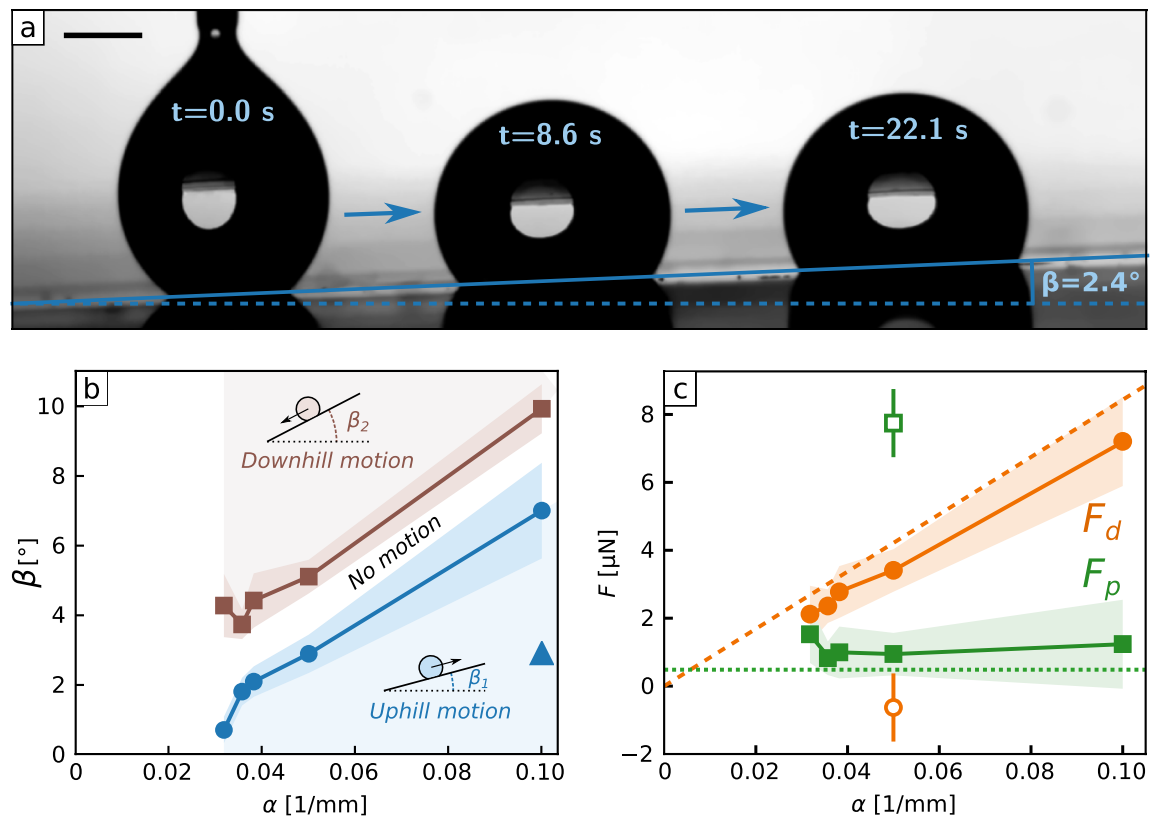 a
t=0.0 s
t=8.6 s
t=22.1 s
β=2.4°
b
10
8
6
4
2
0
β [°]
β₂
Downhill motion
No motion
β₁
Uphill motion
0
0.02
0.04
0.06
0.08
0.10
α [1/mm]
c
8
6
4
2
0
−2
F [µN]
F_d
F_p
0
0.02
0.04
0.06
0.08
0.10
α [1/mm]